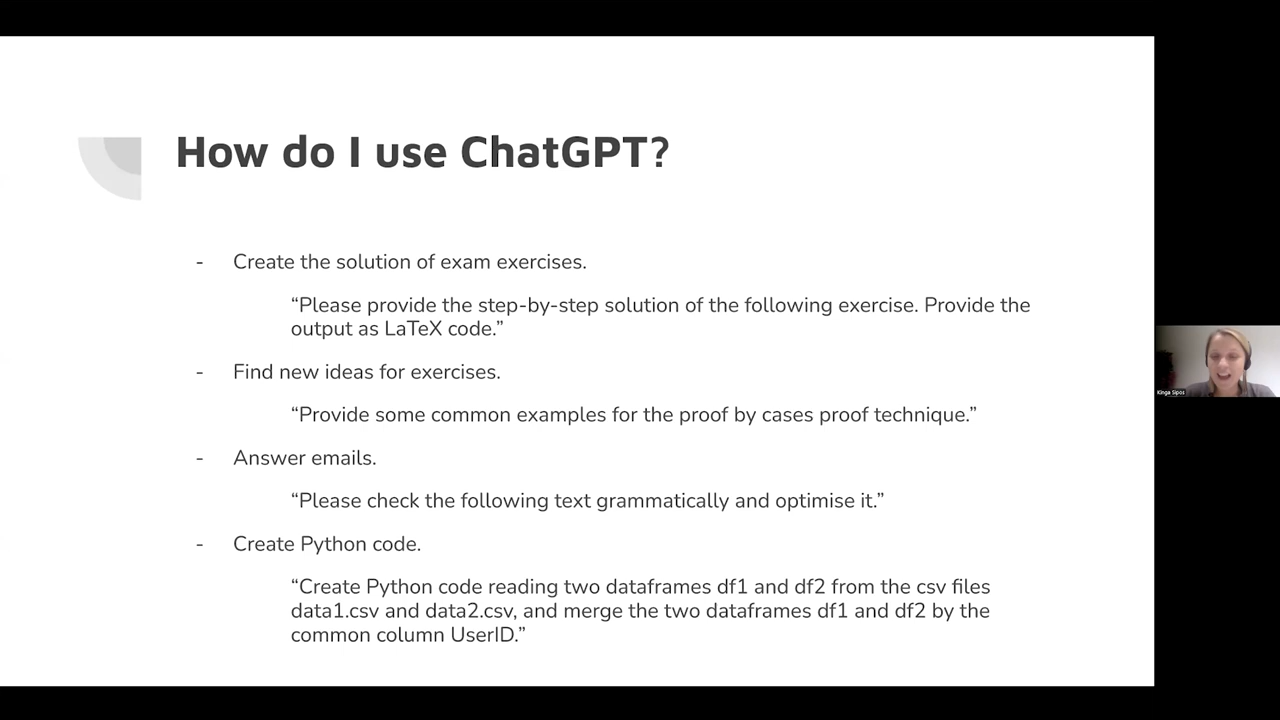 How do I use ChatGPT?
- Create the solution of exam exercises.
“Please provide the step-by-step solution of the following exercise. Provide the
output as LaTeX code.”
- Find new ideas for exercises.
“Provide some common examples for the proof by cases proof technique.”
- Answer emails.
“Please check the following text grammatically and optimise it.”
- Create Python code.
“Create Python code reading two dataframes df1 and df2 from the csv files
data1.csv and data2.csv, and merge the two dataframes df1 and df2 by the
common column UserID.”
Kinga Sipos